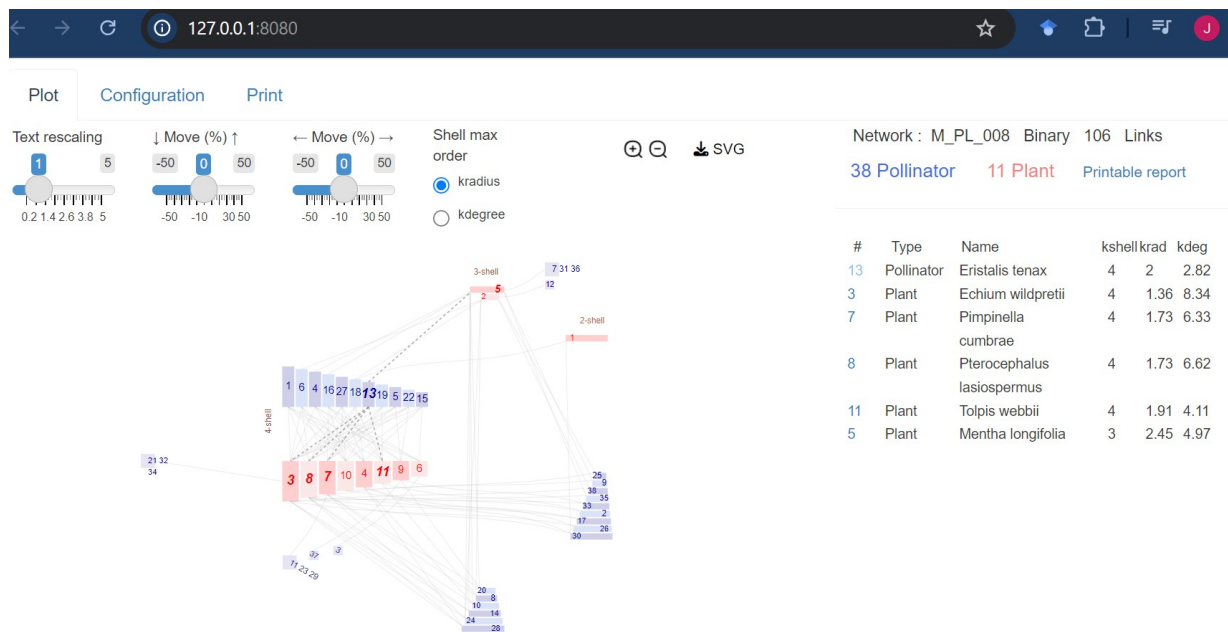 127.0.0.1:8080
J
Plot Configuration Print
Text rescaling
1 5
0.2 1.4 2.6 3.8 5
↓ Move (%) ↑
-50 0 50
-50 -10 30 50
← Move (%) →
-50 0 50
-50 -10 30 50
Shell max
order
kradius
kdegree
SVG
Network : M_PL_008 Binary 106 Links
38 Pollinator 11 Plant Printable report
# Type Name kshell krad kdeg
13 Pollinator Eristalis tenax 4 2 2.82
3 Plant Echium wildpretii 4 1.36 8.34
7 Plant Pimpinella 4 1.73 6.33
cumbrae
8 Plant Pterocephalus 4 1.73 6.62
lasiospermus
11 Plant Tolpis webbii 4 1.91 4.11
5 Plant Mentha longifolia 3 2.45 4.97
3-shell
5
2
7 31 36
12
2-shell
1
1 6 4 16 27 18 13 19 5 22 15
4-shell
3 8 7 10 4 11 9 6
21 32
34
25
9
38
35
33
2
17
26
30
37
3
11 23 29
20
8
10
14
24
28